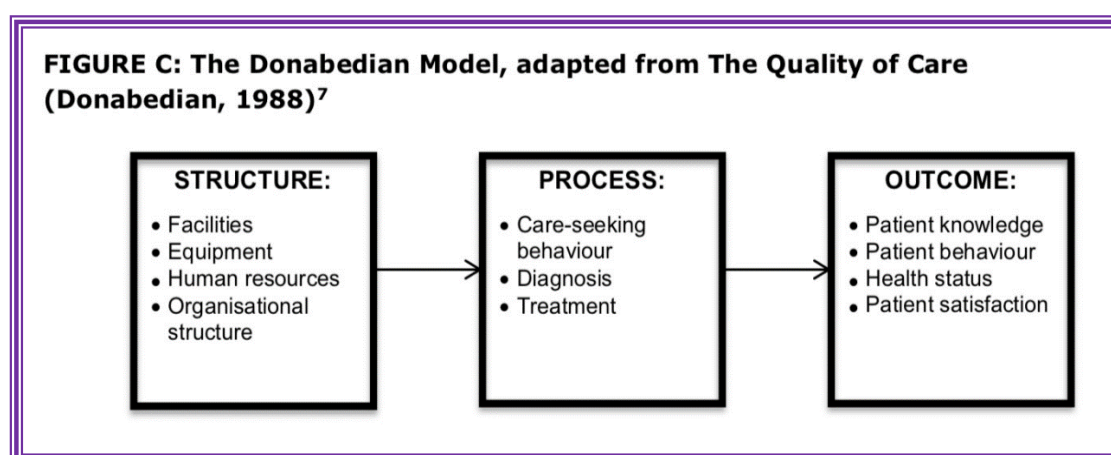 FIGURE C: The Donabedian Model, adapted from The Quality of Care
(Donabedian, 1988)⁷
STRUCTURE:
• Facilities
• Equipment
• Human resources
• Organisational
structure
PROCESS:
• Care-seeking
behaviour
• Diagnosis
• Treatment
OUTCOME:
• Patient knowledge
• Patient behaviour
• Health status
• Patient satisfaction